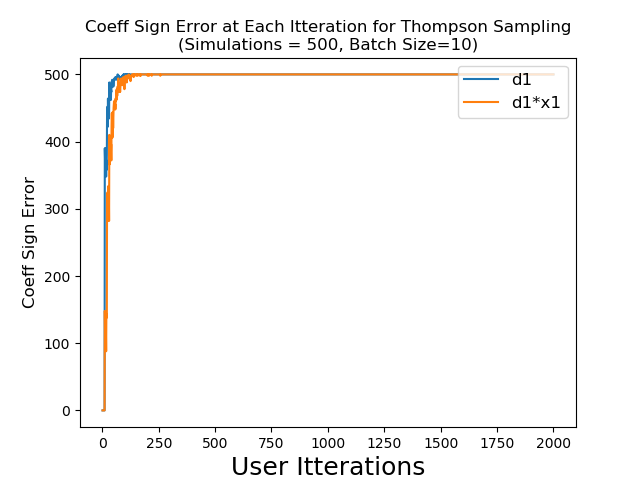 Coeff Sign Error at Each Itteration for Thompson Sampling
(Simulations = 500, Batch Size=10)
d1
d1*x1
Coeff Sign Error
500
400
300
200
100
0
0 250 500 750 1000 1250 1500 1750 2000
User Itterations